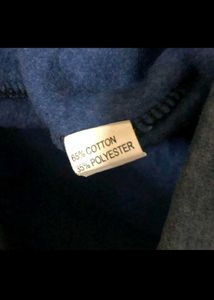 65% COTTON
35% POLYESTER